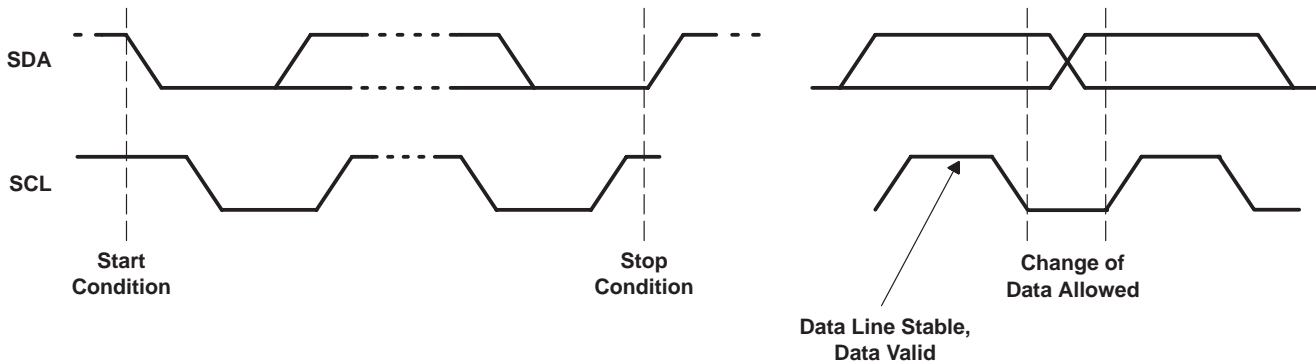 SDA
SCL
Start
Condition
Stop
Condition
Change of
Data Allowed
Data Line Stable,
Data Valid